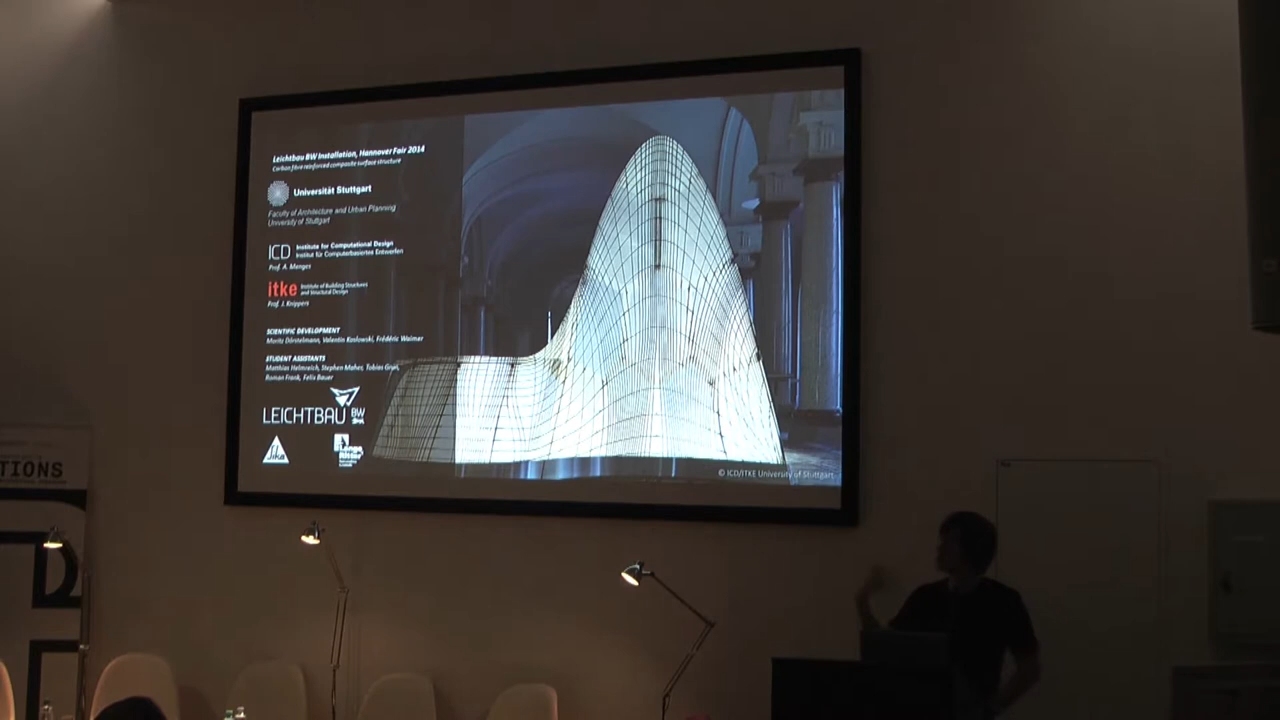 Leichtbau BW Installation, Hannover Fair 2014
Carbon fibre reinforced composite surface structure
Universität Stuttgart
Faculty of Architecture and Urban Planning
University of Stuttgart
ICD Institute for Computational Design
Institut für Computerbasiertes Entwerfen
Prof. A. Menges
itke Institute of Building Structures
and Structural Design
Prof. J. Knippers
SCIENTIFIC DEVELOPMENT
Moritz Dörstelmann, Valentin Koslowski, Frédéric Waimer
STUDENT ASSISTANTS
Matthias Helmreich, Stephen Maher, Tobias
Roman Frank, Felix Bauer
LEICHTBAU BW
Sika
© ICD/ITKE University of Stuttgart
TIONS